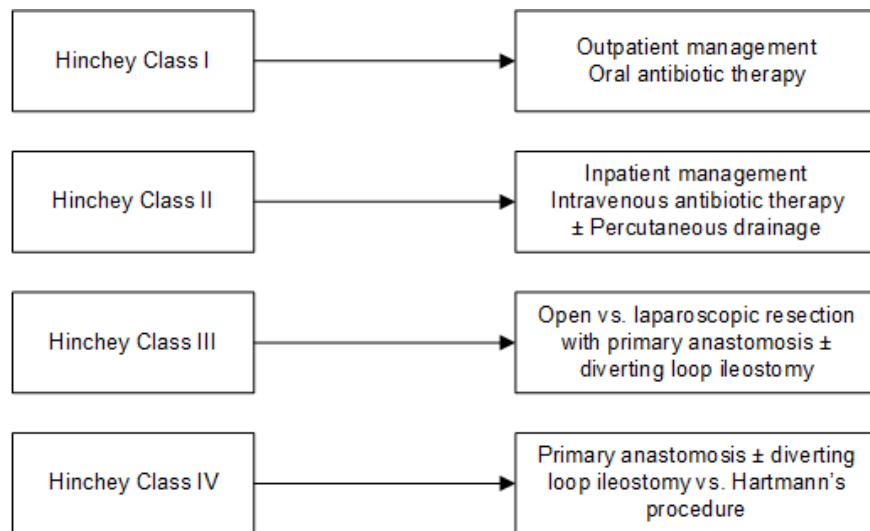 Hinchey Class I
Outpatient management
Oral antibiotic therapy
Hinchey Class II
Inpatient management
Intravenous antibiotic therapy
± Percutaneous drainage
Hinchey Class III
Open vs. laparoscopic resection
with primary anastomosis ±
diverting loop ileostomy
Hinchey Class IV
Primary anastomosis ± diverting
loop ileostomy vs. Hartmann's
procedure